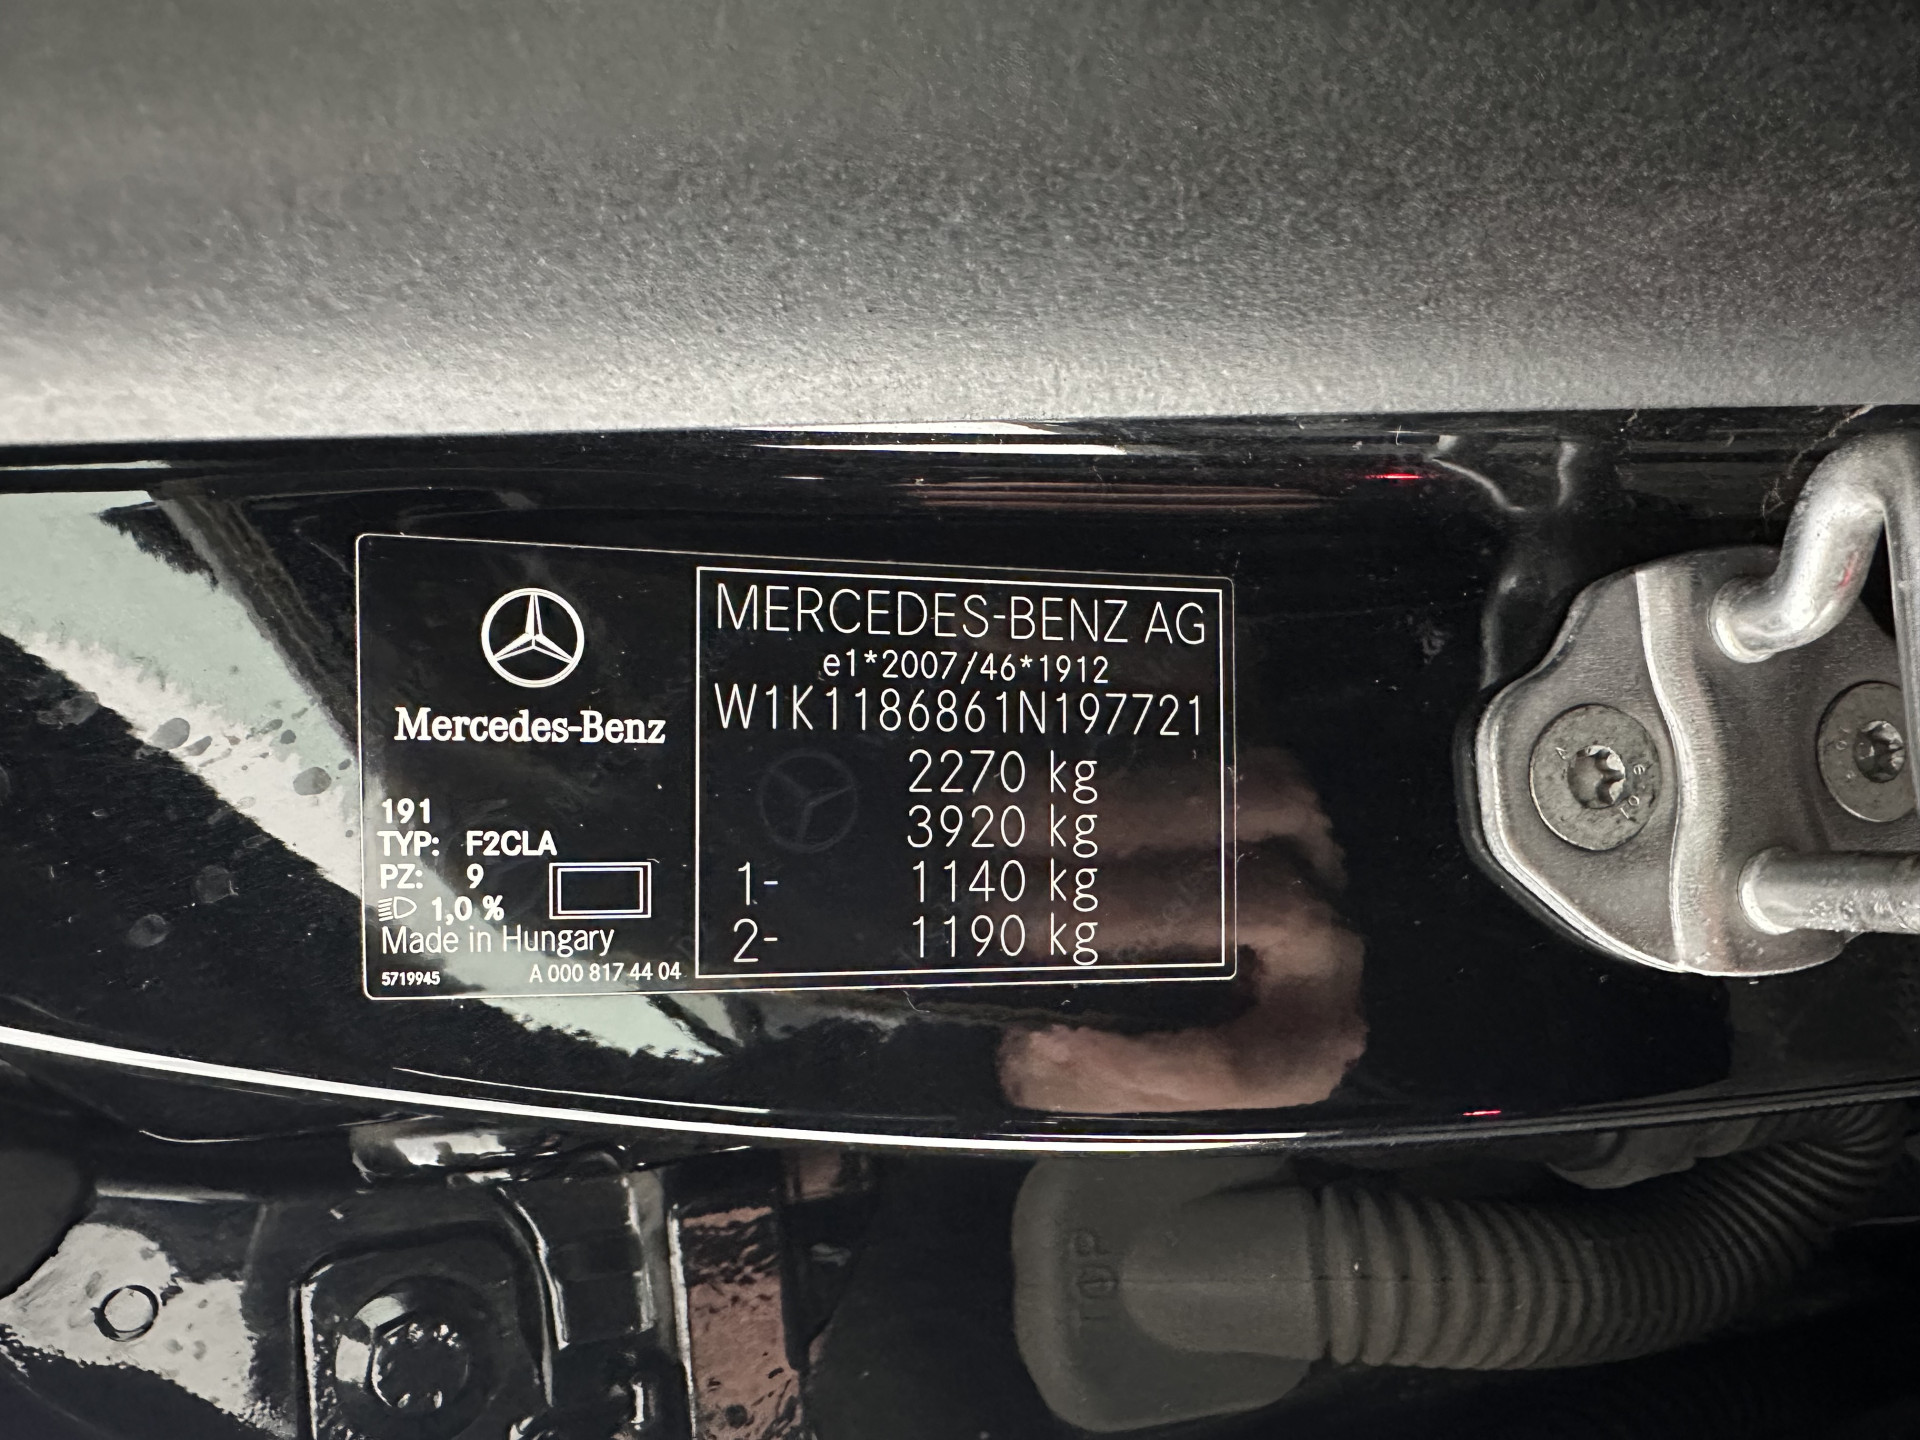 Mercedes-Benz
191
TYP: F2CLA
PZ: 9
1,0 %
Made in Hungary
5719945 A 000 817 44 04
MERCEDES-BENZ AG
e1*2007/46*1912
W1K1186861N197721
2270 kg
3920 kg
1- 1140 kg
2- 1190 kg
TOP